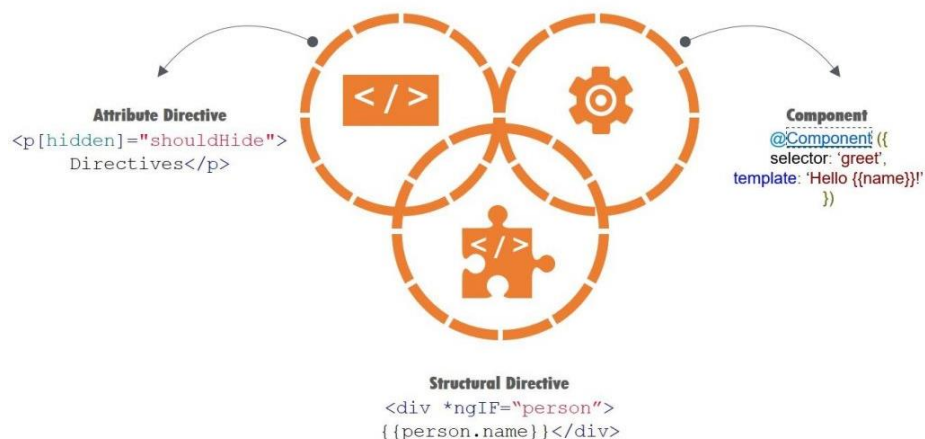 </>
</>
Attribute Directive
<p[hidden]="shouldHide">
Directives</p>
Component
@Component ({
selector: ‘greet’,
template: ‘Hello {{name}}!’
})
</>
Structural Directive
<div *ngIF=“person”>
{{person.name}}</div>